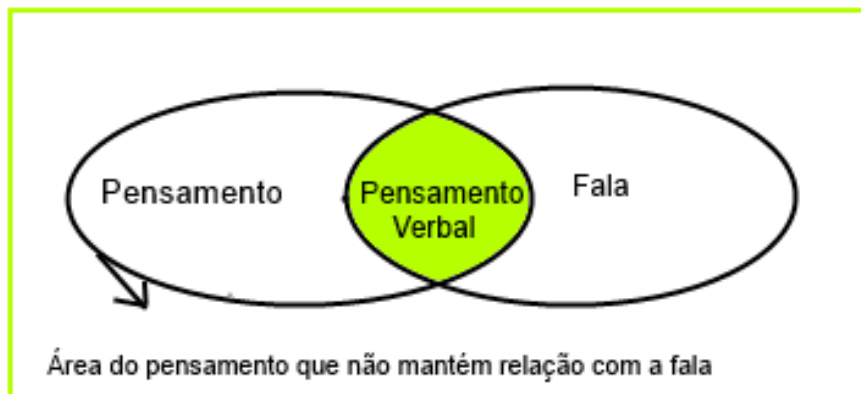 Pensamento
Pensamento
Verbal
Fala
Área do pensamento que não mantém relação com a fala